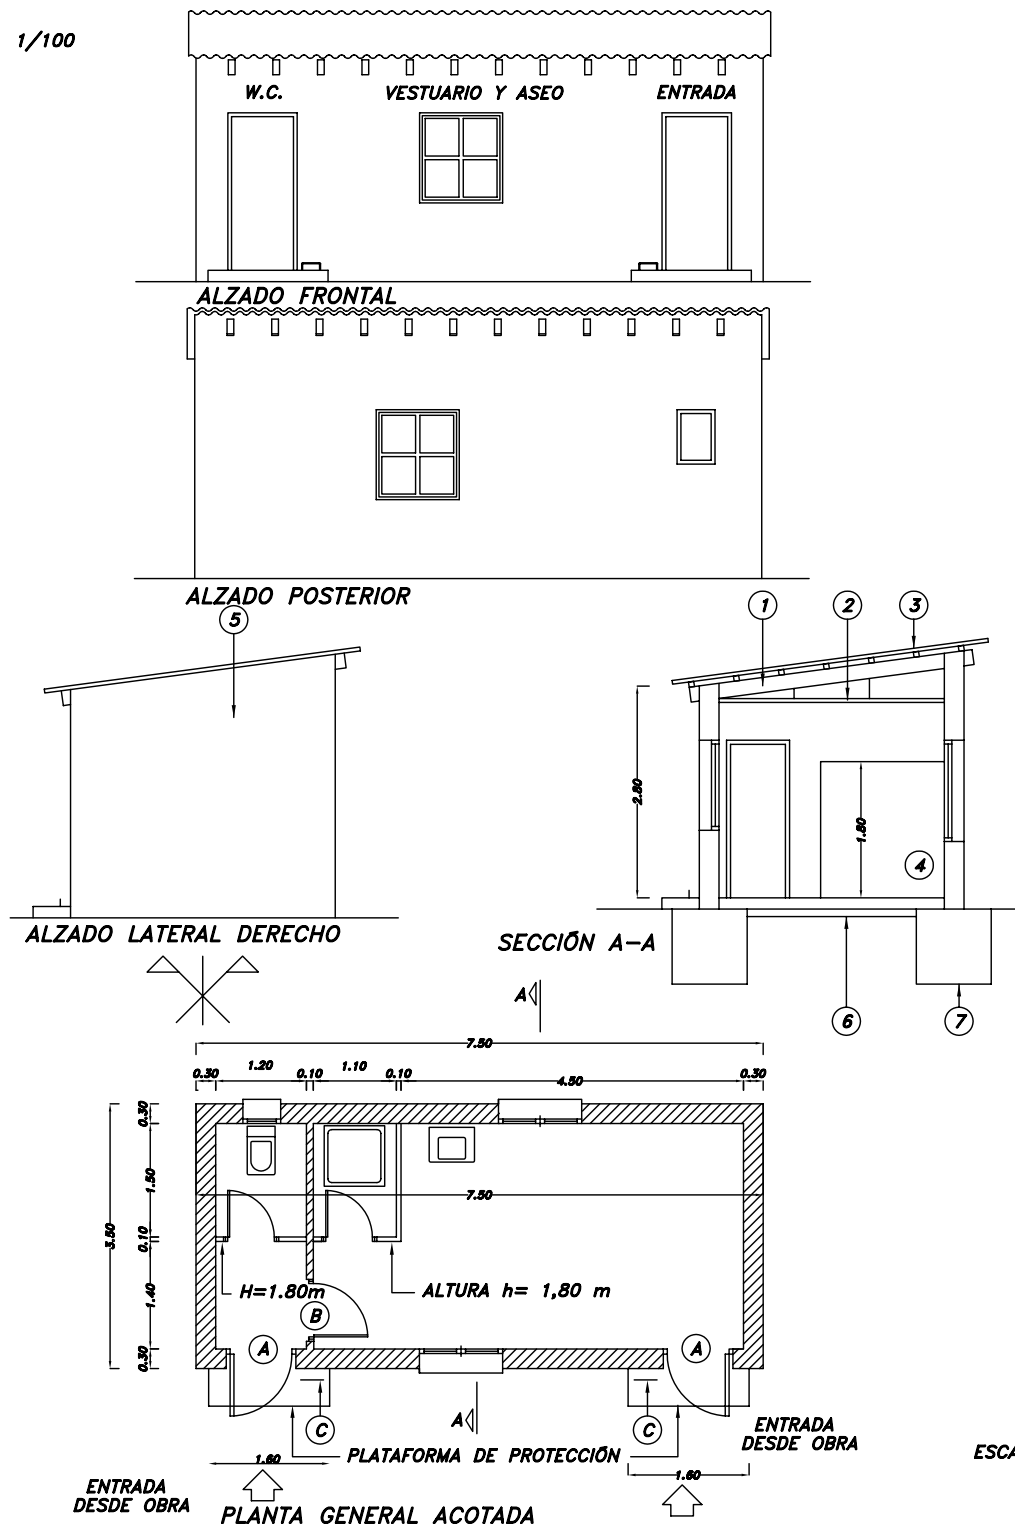 1/100
W.C.
VESTUARIO Y ASEO
ENTRADA
ALZADO FRONTAL
ALZADO POSTERIOR
5
1
2
3
2.80
1.80
4
ALZADO LATERAL DERECHO
SECCIÓN A-A
A
6
7
7.50
0.30
1.20
0.10
1.10
0.10
4.50
0.30
0.30
1.50
7.50
3.50
0.10
H=1.80m
ALTURA h= 1,80 m
1.40
B
A
A
0.30
C
A
C
ENTRADA
DESDE OBRA
PLATAFORMA DE PROTECCIÓN
ESCA
1.60
1.60
ENTRADA
DESDE OBRA
PLANTA GENERAL ACOTADA